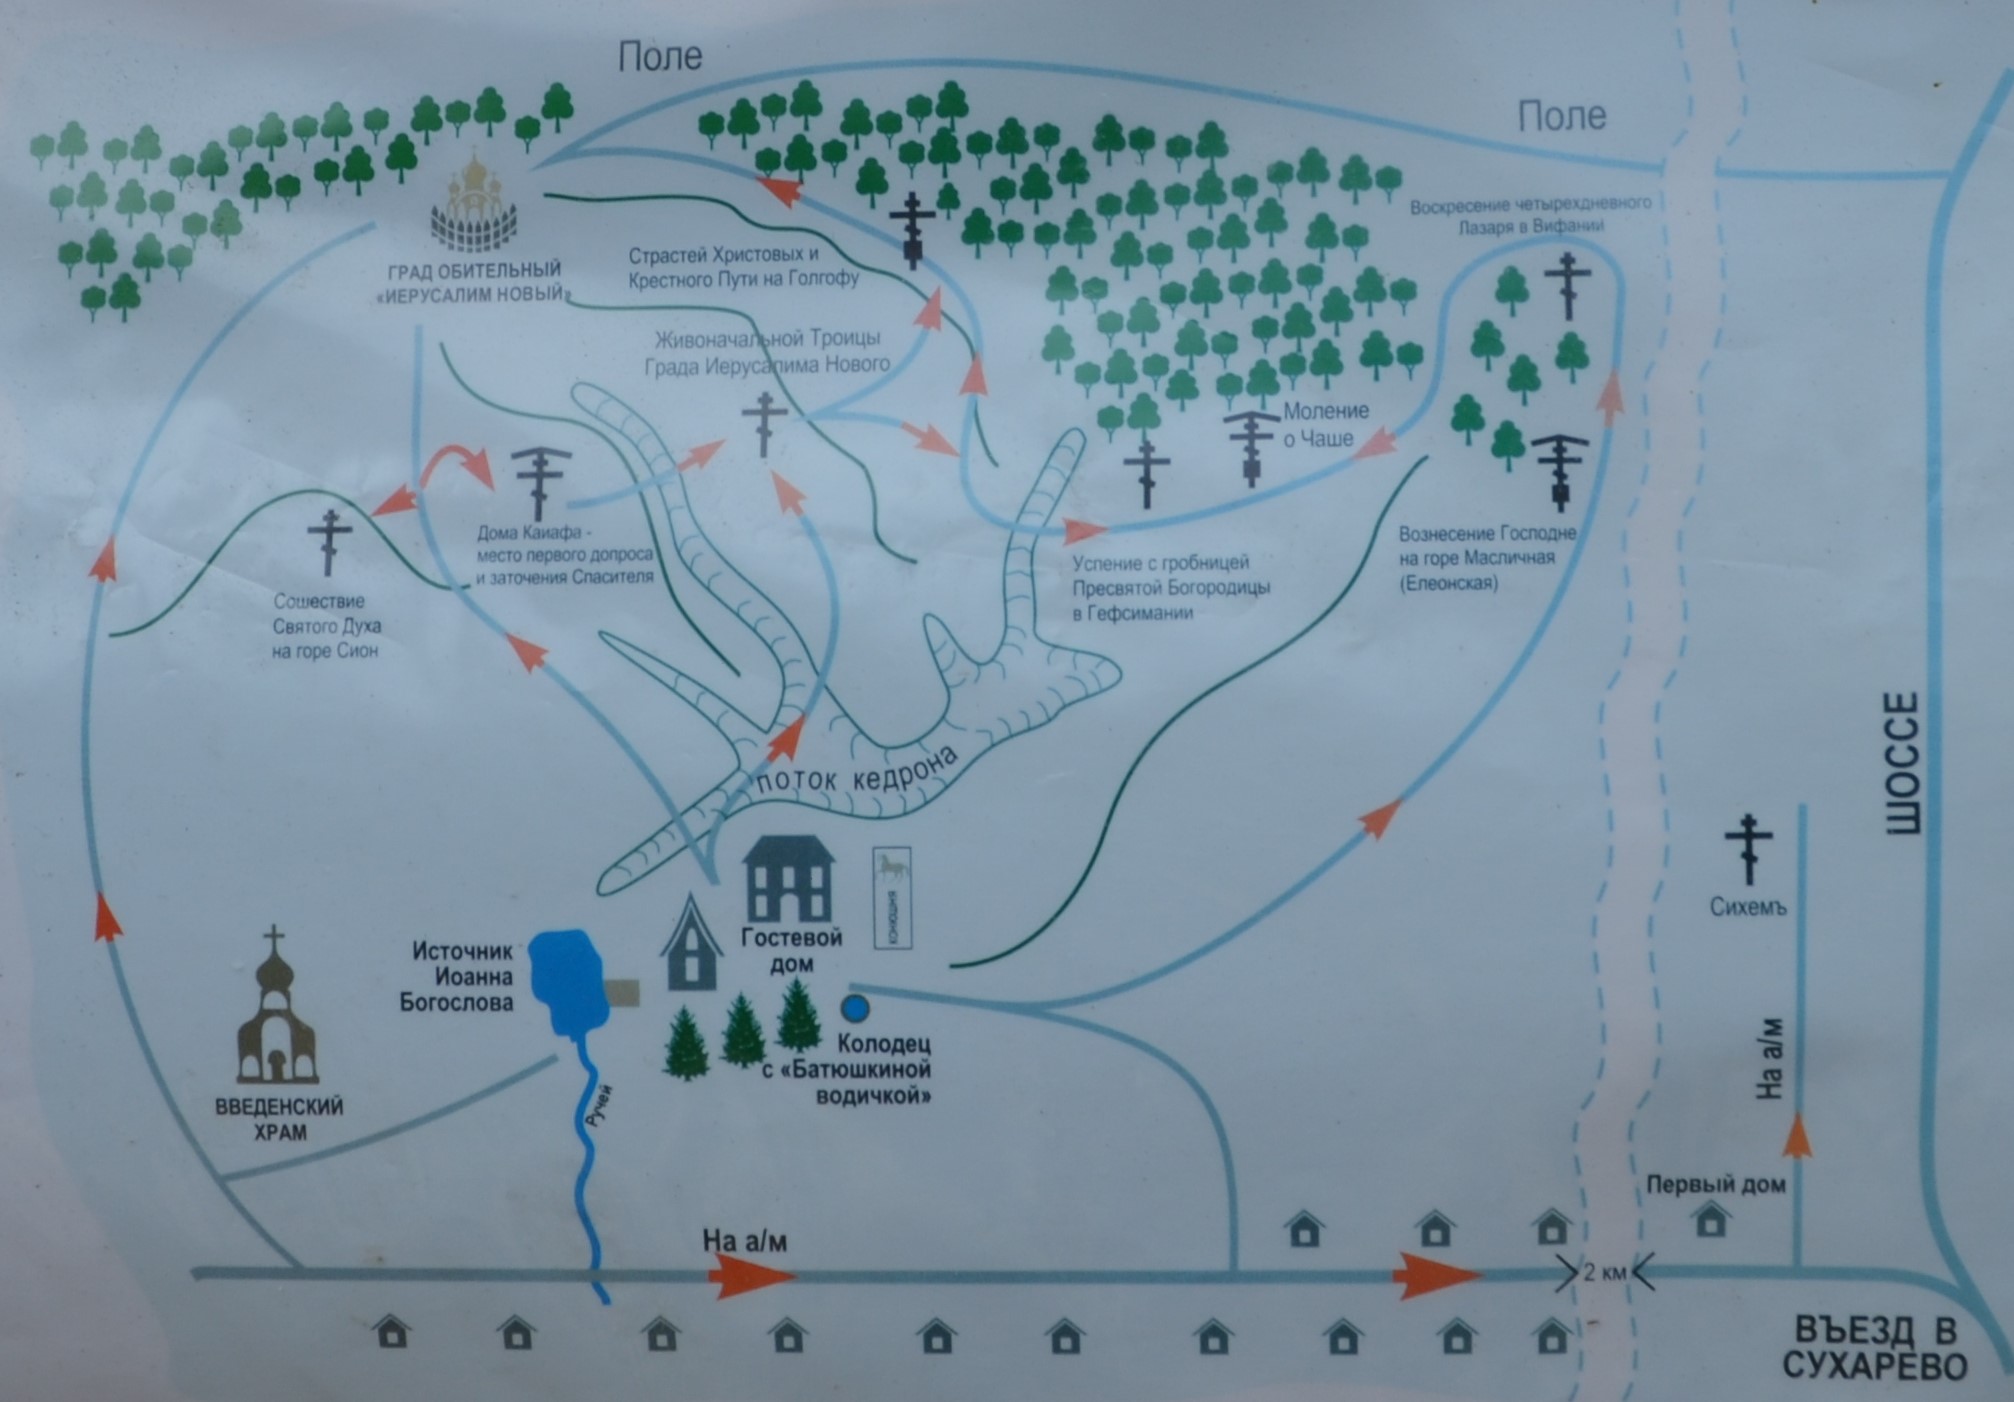 Поле
Поле
Воскресение четырехдневного
Лазаря в Вифании
ГРАД ОБИТЕЛЬНЫЙ
«ИЕРУСАЛИМ НОВЫЙ»
Страстей Христовых и
Крестного Пути на Голгофу
Живоначальной Троицы
Града Иерусалима Нового
Моление
о Чаше
Дома Каиафа -
место первого допроса
и заточения Спасителя
Сошествие
Святого Духа
на горе Сион
Успение с гробницей
Пресвятой Богородицы
в Гефсимании
Вознесение Господне
на горе Масличная
(Елеонская)
поток кедрона
ШОССЕ
Сихемъ
На а/м
Источник
Иоанна
Богослова
Гостевой
дом
КОНЮШНЯ
Колодец
с «Батюшкиной
водичкой»
Ручей
ВВЕДЕНСКИЙ
ХРАМ
Первый дом
На а/м
2 км
ВЪЕЗД В
СУХАРЕВО